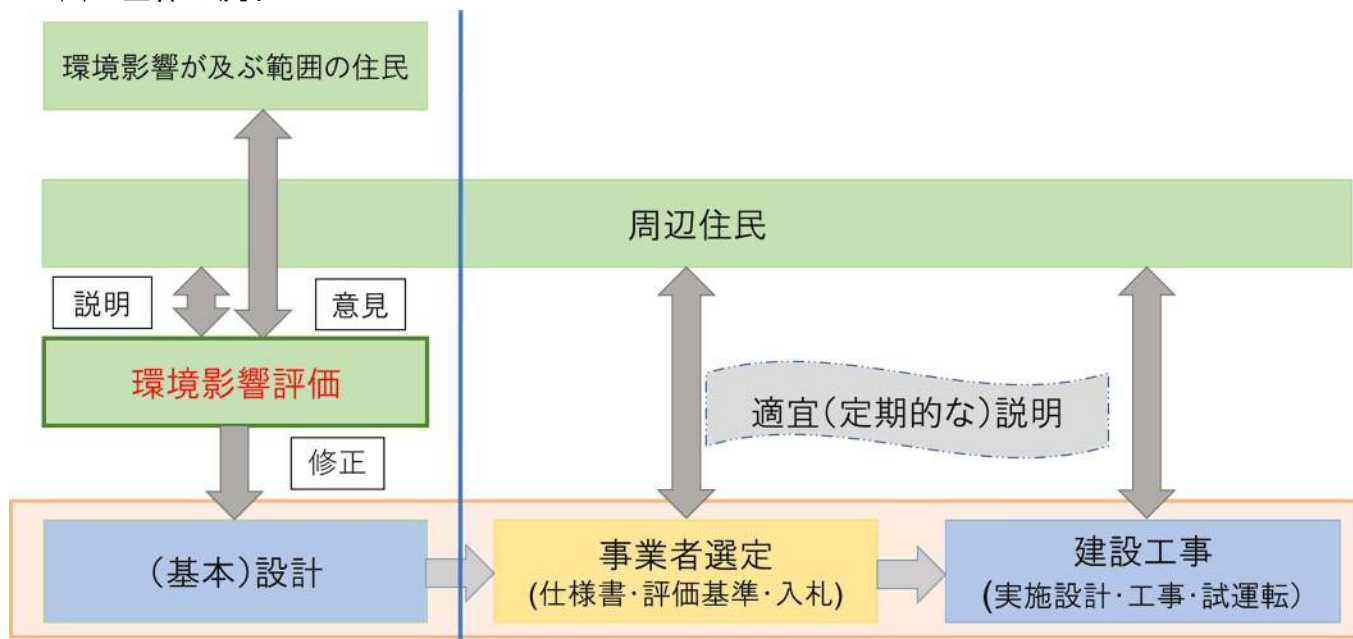 環境影響が及ぶ範囲の住民
周辺住民
説明
意見
環境影響評価
適宜(定期的な)説明
修正
(基本)設計
事業者選定
(仕様書・評価基準・入札)
建設工事
(実施設計・工事・試運転)